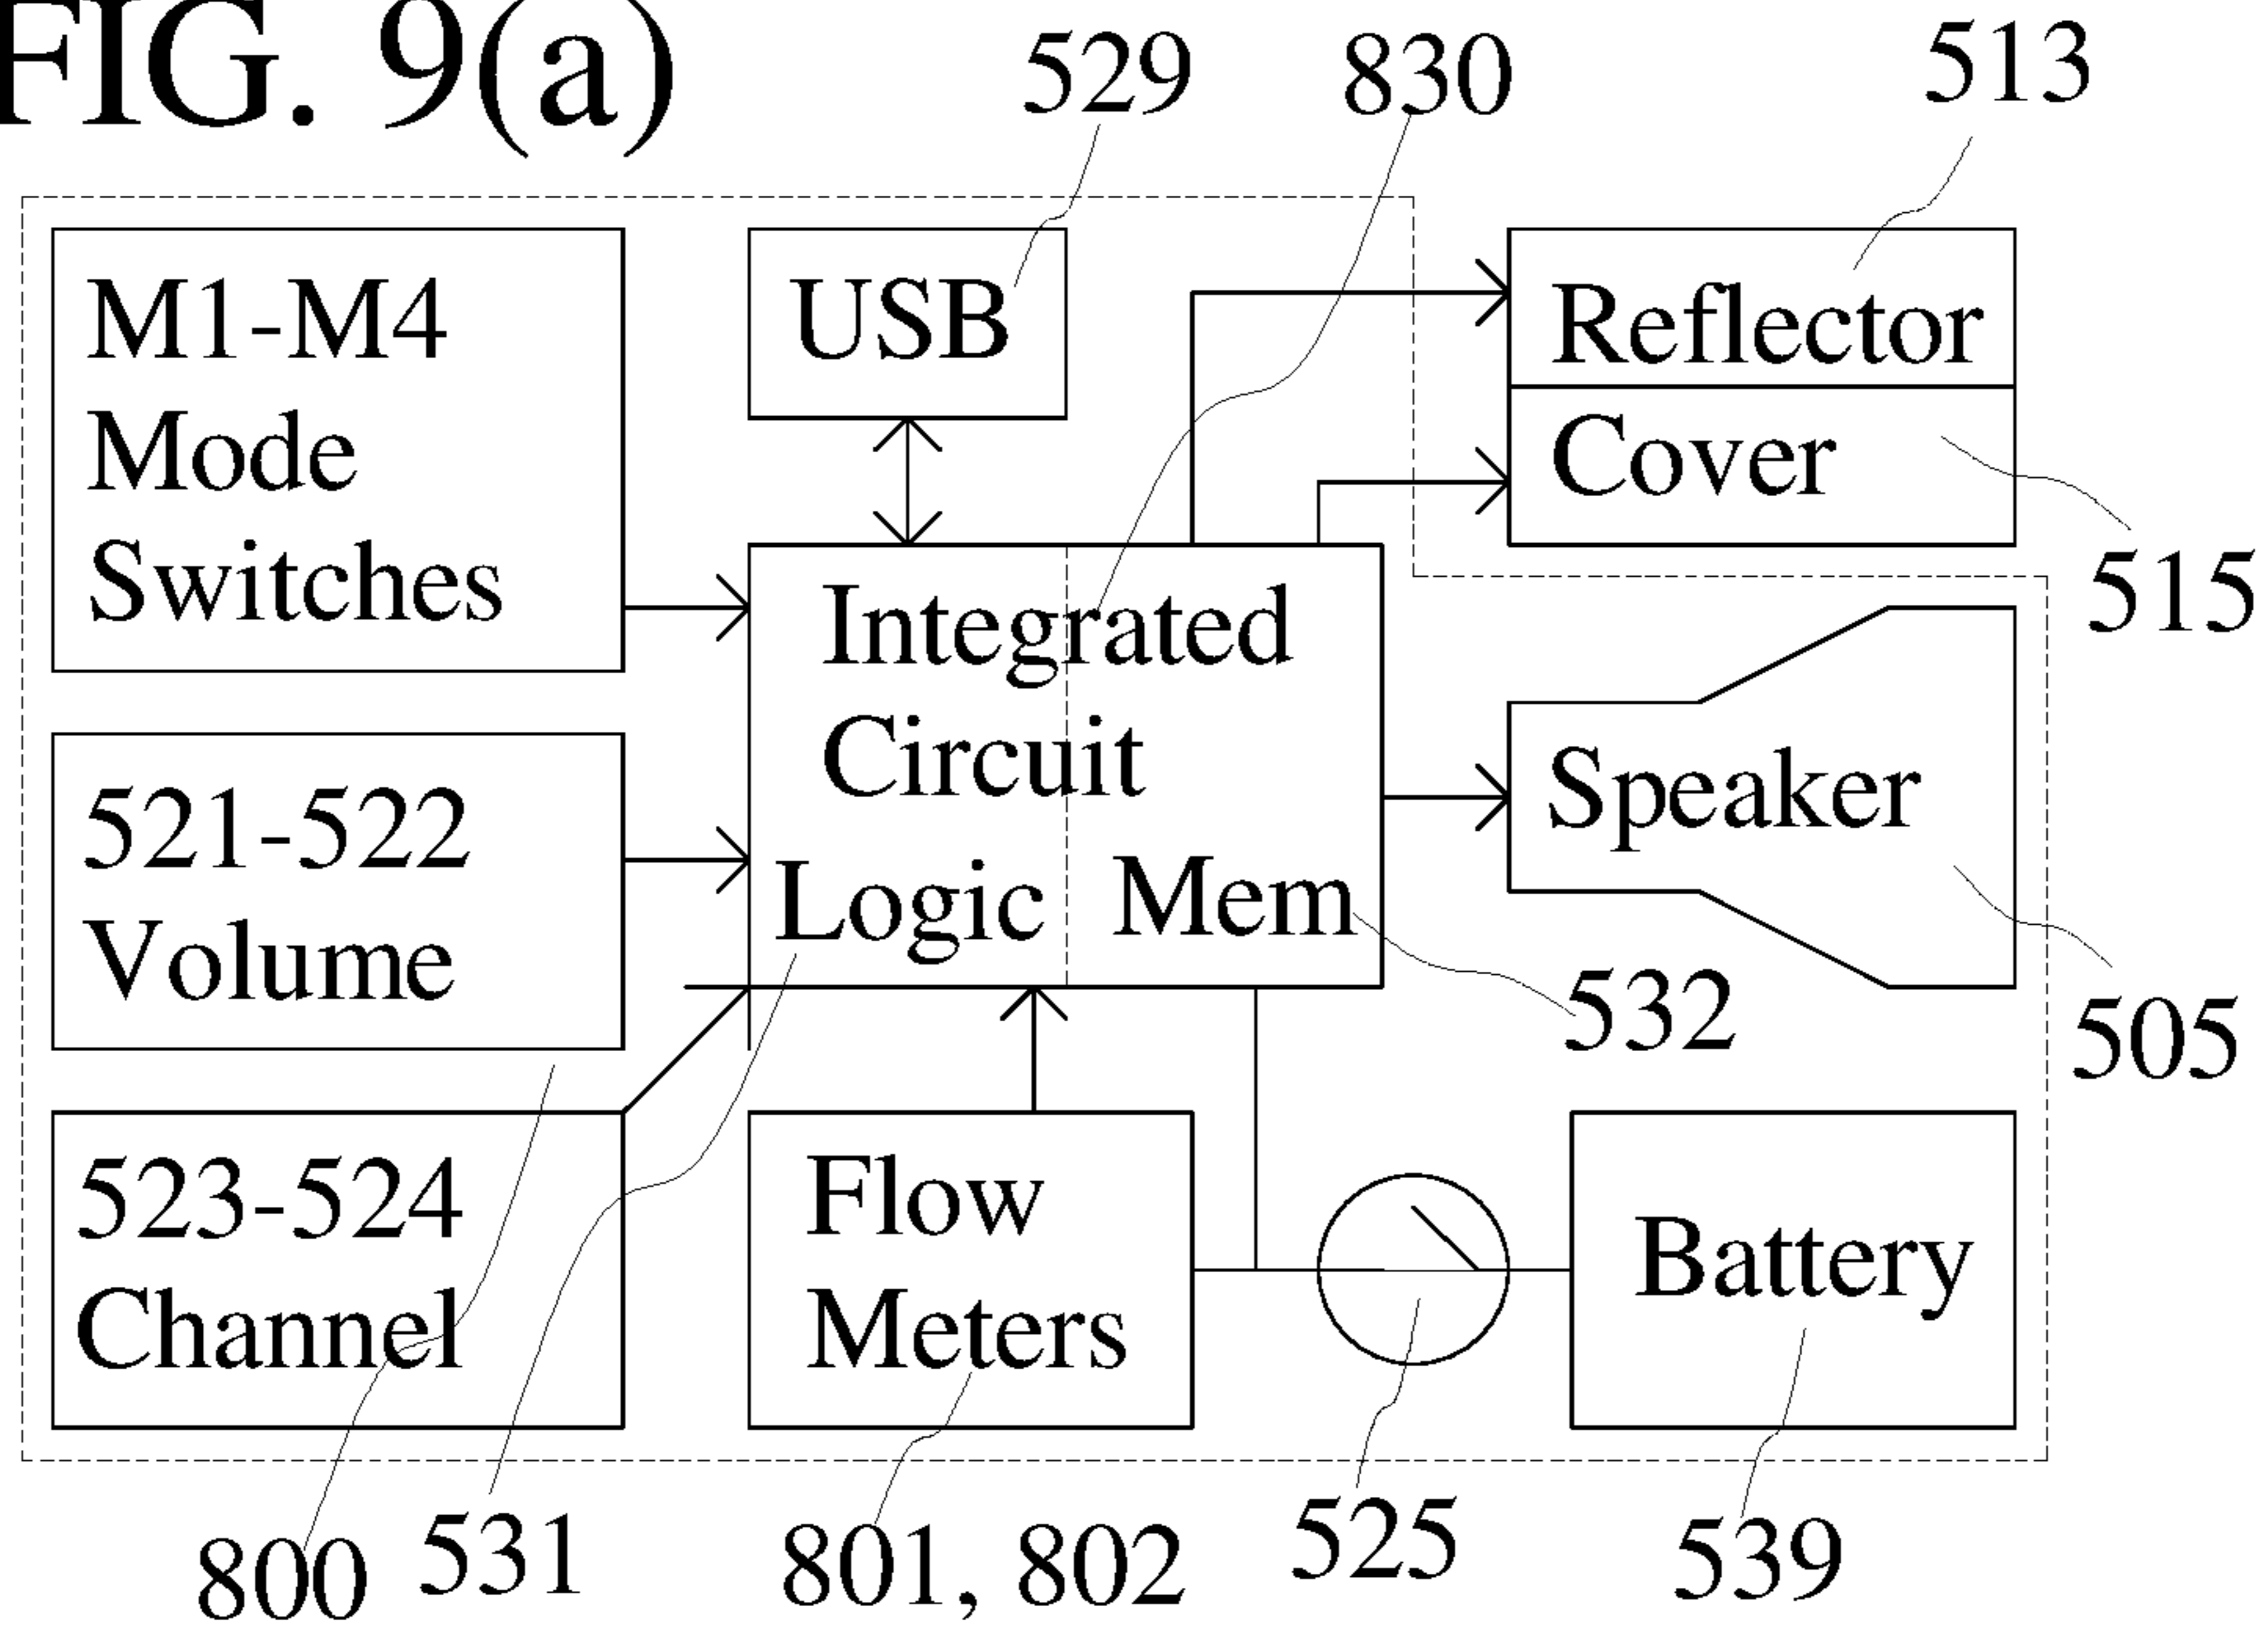 FIG. 9(a)
529
830
513
M1-M4
Mode
Switches
USB
Reflector
Cover
515
Integrated
Circuit
Logic
Mem
521-522
Volume
Speaker
532
505
523-524
Channel
Flow
Meters
Battery
800
531
801, 802
525
539